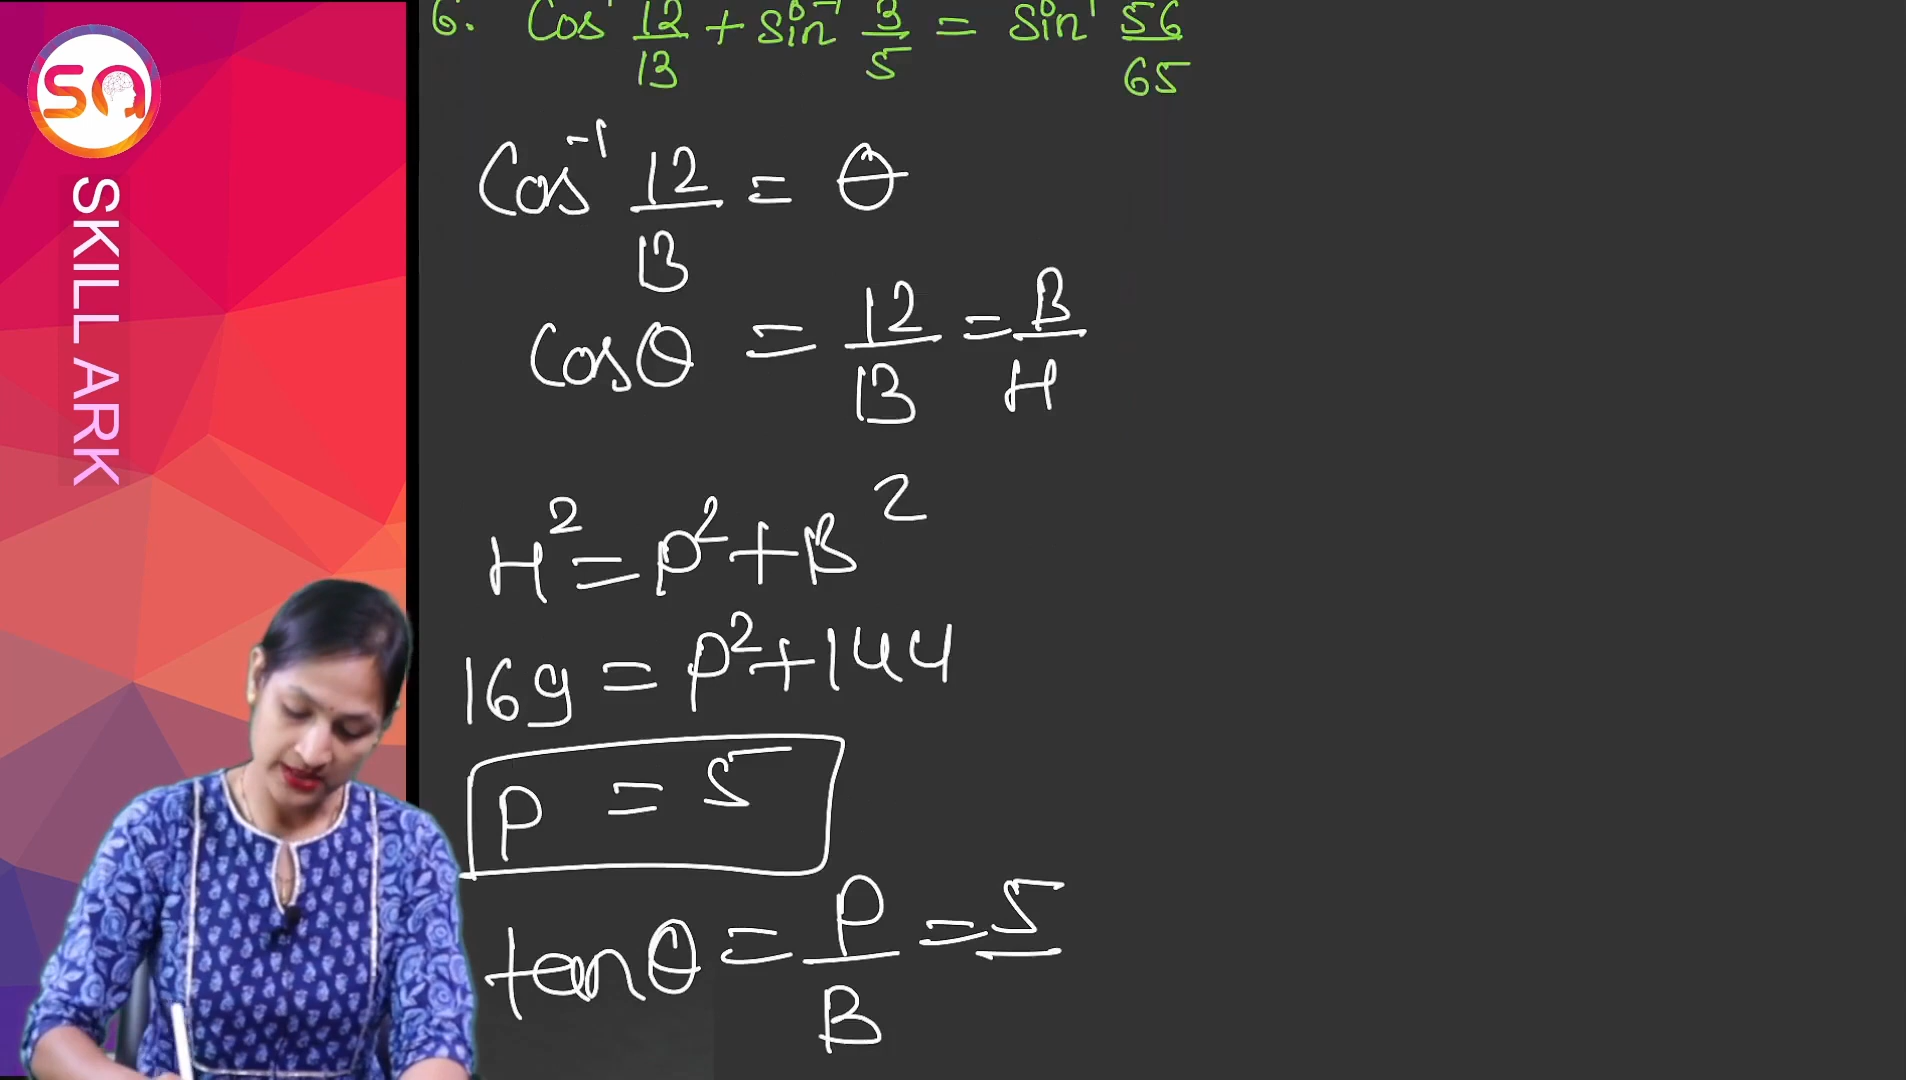 SA
SKILL ARK
6. Cos⁻¹ 12/13 + sin⁻¹ 3/5 = sin⁻¹ 56/65
Cos⁻¹ 12/13 = θ
Cosθ = 12/13 = B/H
H² = P² + B²
169 = P² + 144
P = 5
tanθ = P/B = 5